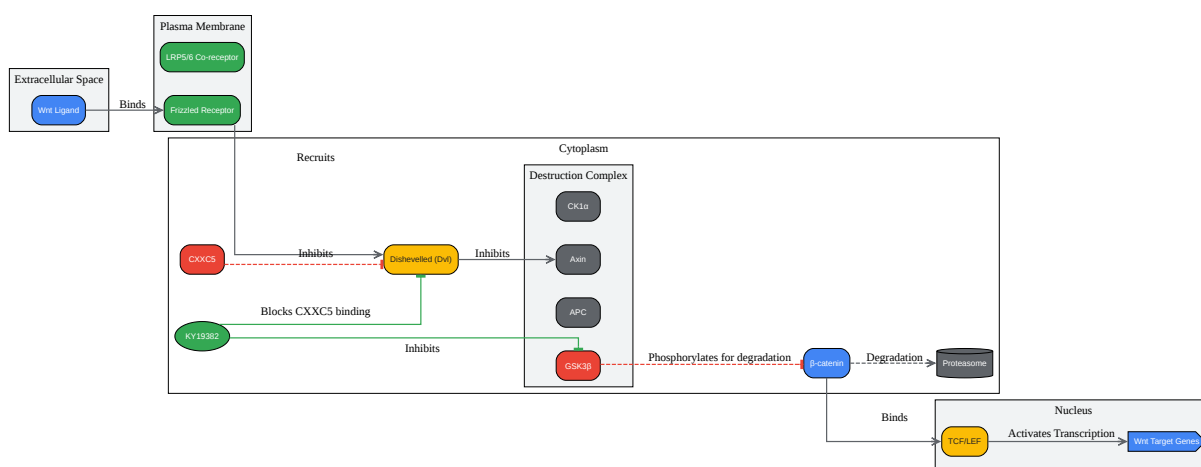 Plasma Membrane
LRP5/6 Co-receptor
Extracellular Space
Wnt Ligand
Binds
Frizzled Receptor
Cytoplasm
Recruits
Destruction Complex
CK1α
CXXC5
Inhibits
Dishevelled (Dvl)
Inhibits
Axin
Blocks CXXC5 binding
APC
KY19382
Inhibits
GSK3β
Phosphorylates for degradation
β-catenin
Degradation
Proteasome
Binds
Nucleus
TCF/LEF
Activates Transcription
Wnt Target Genes